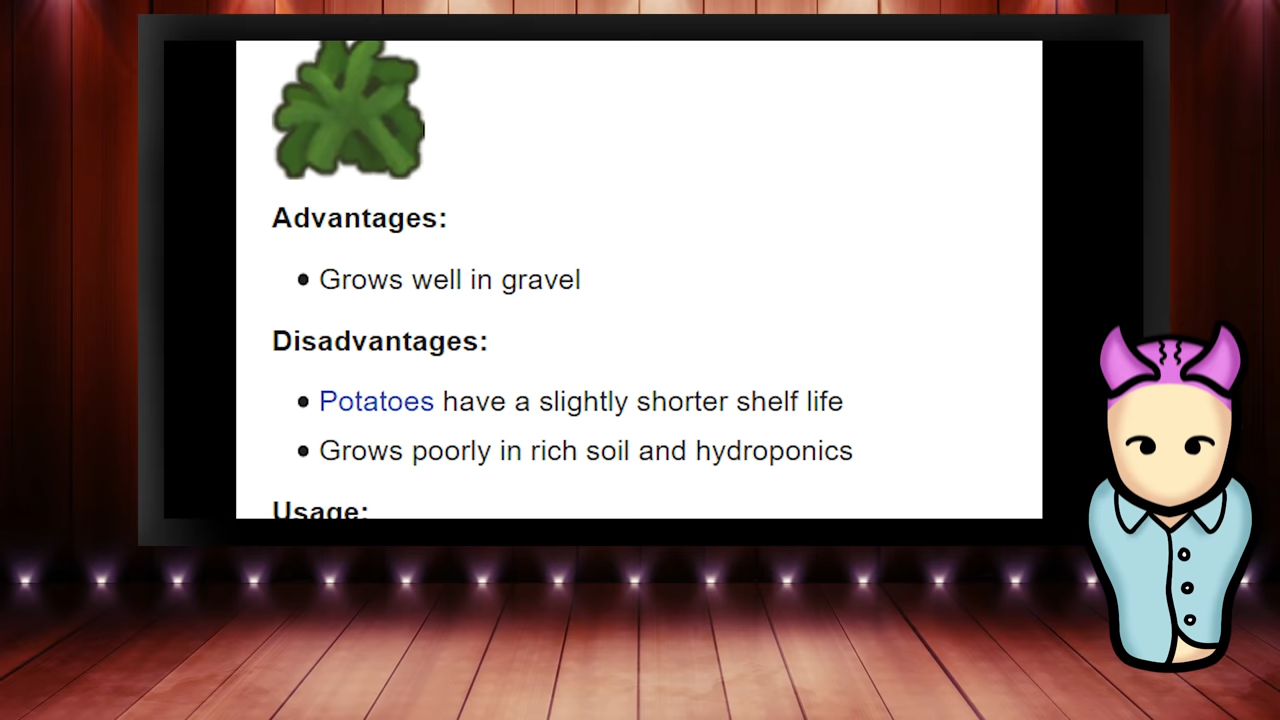 Advantages:
Grows well in gravel
Disadvantages:
Potatoes have a slightly shorter shelf life
Grows poorly in rich soil and hydroponics
Usage: